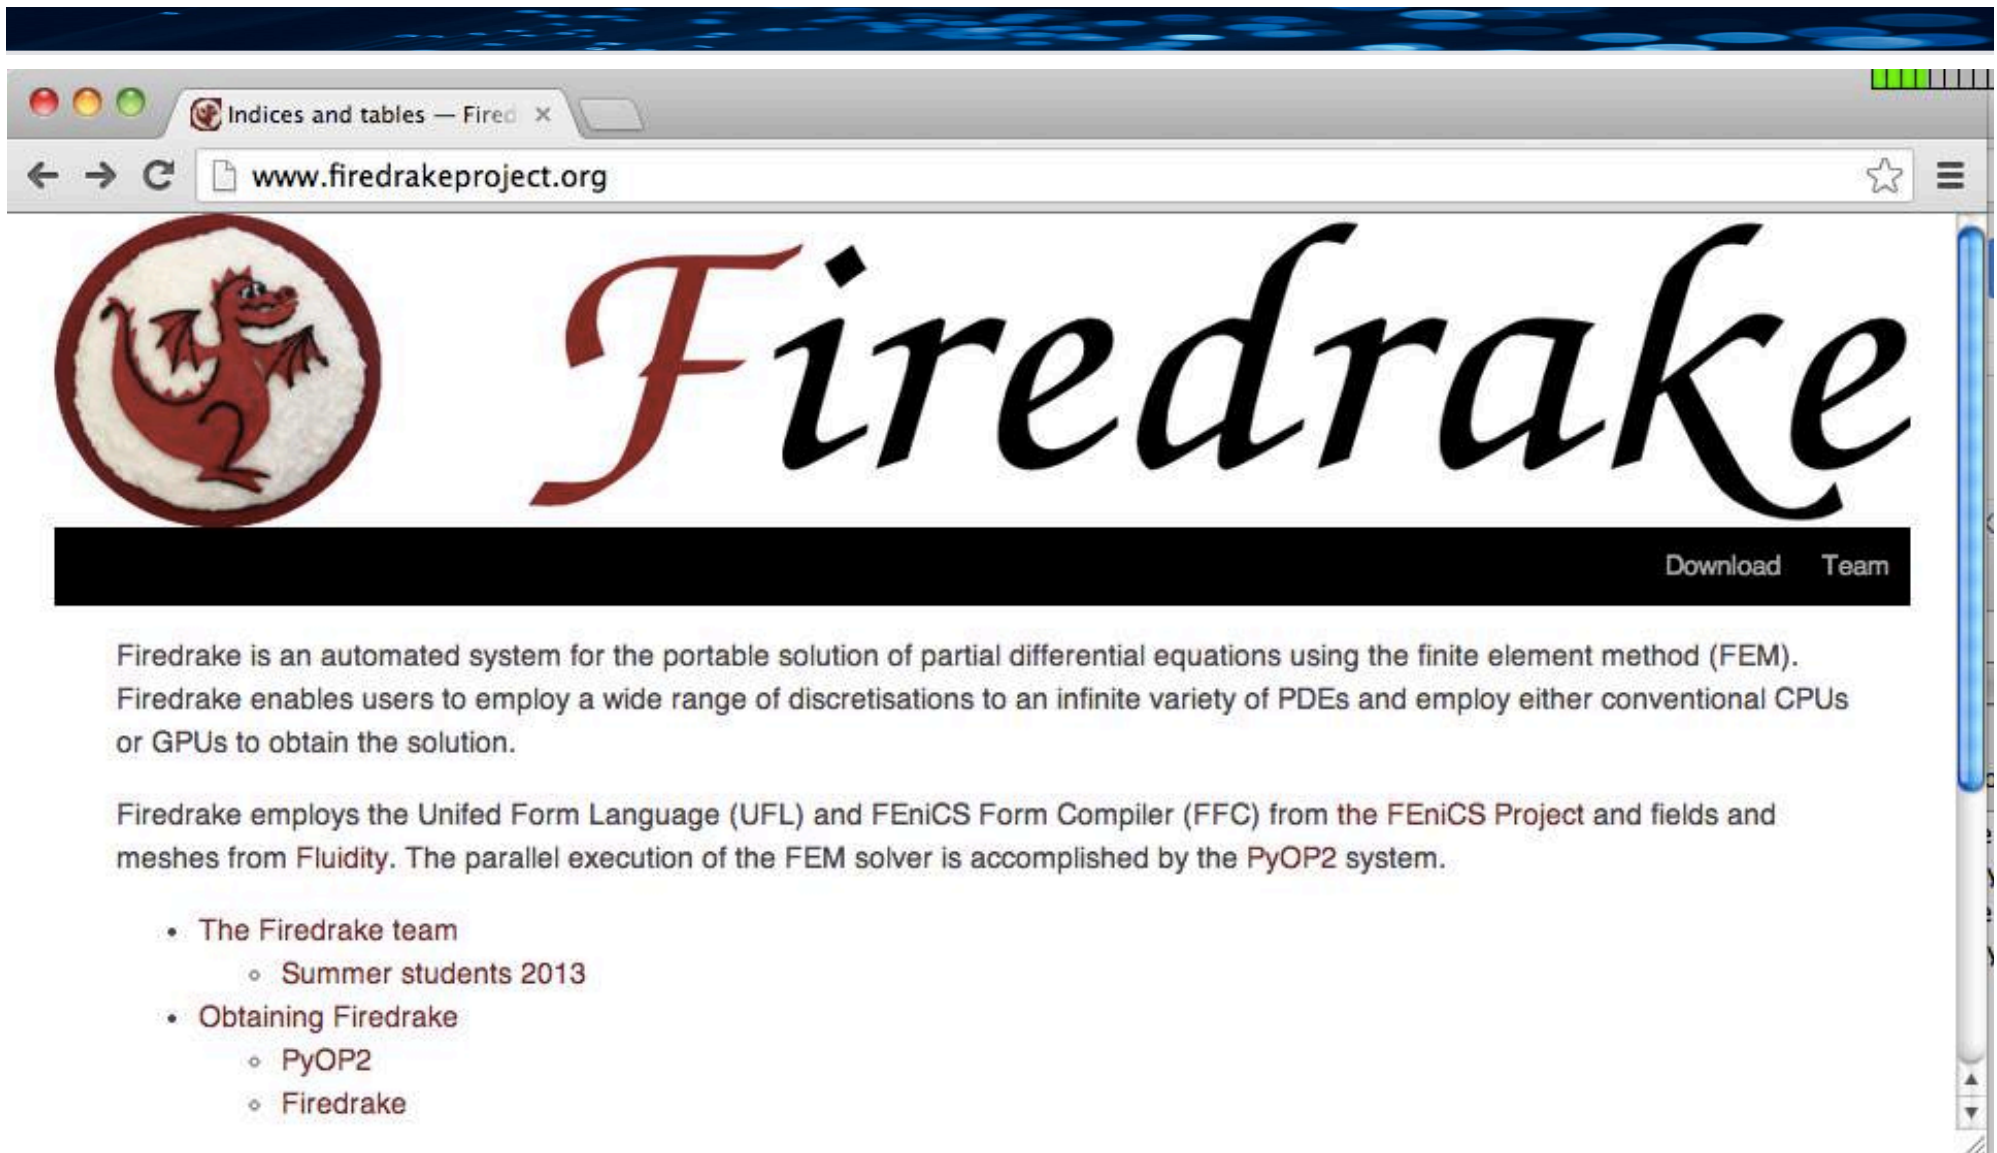 Indices and tables — Fired
www.firedrakeproject.org
Firedrake
Download Team
Firedrake is an automated system for the portable solution of partial differential equations using the finite element method (FEM).
Firedrake enables users to employ a wide range of discretisations to an infinite variety of PDEs and employ either conventional CPUs
or GPUs to obtain the solution.
Firedrake employs the Unifed Form Language (UFL) and FEniCS Form Compiler (FFC) from the FEniCS Project and fields and
meshes from Fluidity. The parallel execution of the FEM solver is accomplished by the PyOP2 system.
• The Firedrake team
◦ Summer students 2013
• Obtaining Firedrake
◦ PyOP2
◦ Firedrake